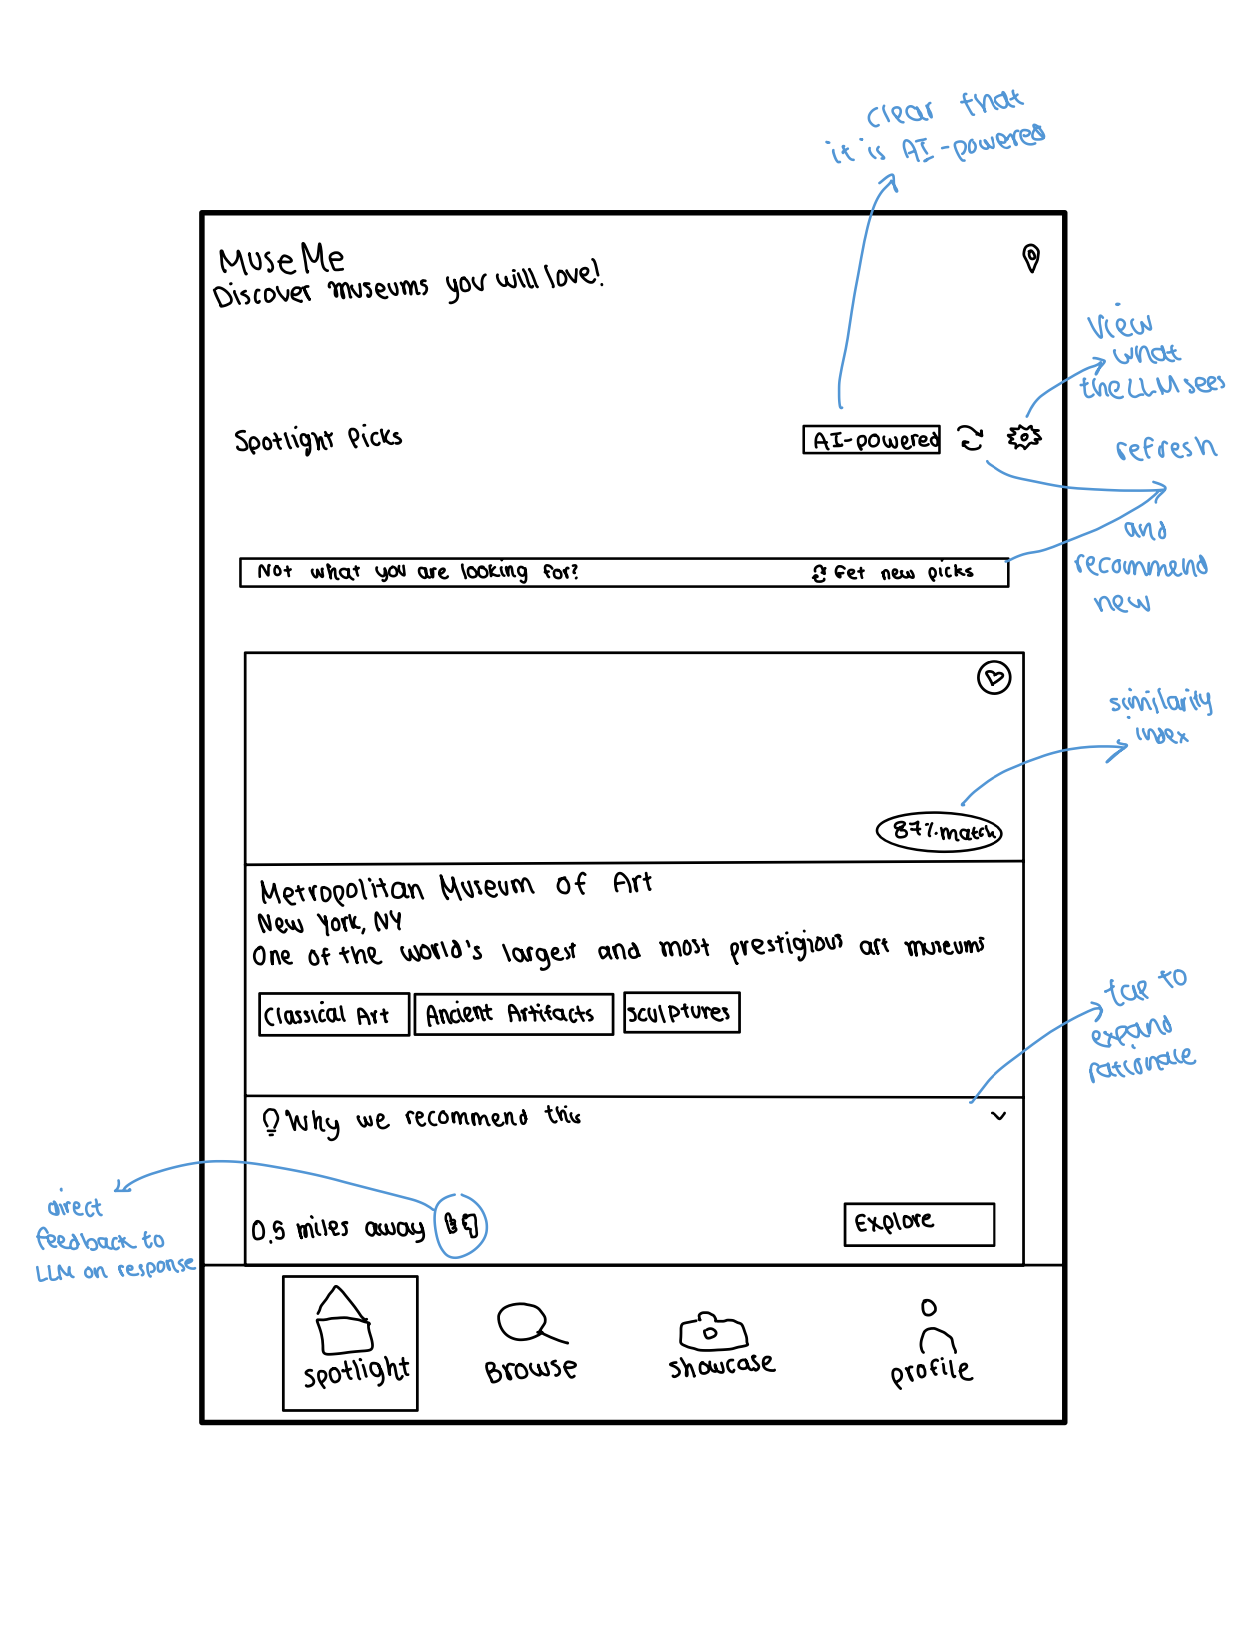 clear that
it is AI-powered
MuseMe
Discover museums you will love!
view
what
the LLM sees
Spotlight Picks
AI-powered
refresh
and
recommend
new
Not what you are looking for?
Get new picks
similarity
index
87% match
Metropolitan Museum of Art
New York, NY
One of the world's largest and most prestigious art museums
Classical Art
Ancient Artifacts
sculptures
tap to
expand
rationale
Why we recommend this
direct
feedback to
LLM on response
0.5 miles away
Explore
spotlight
Browse
showcase
profile